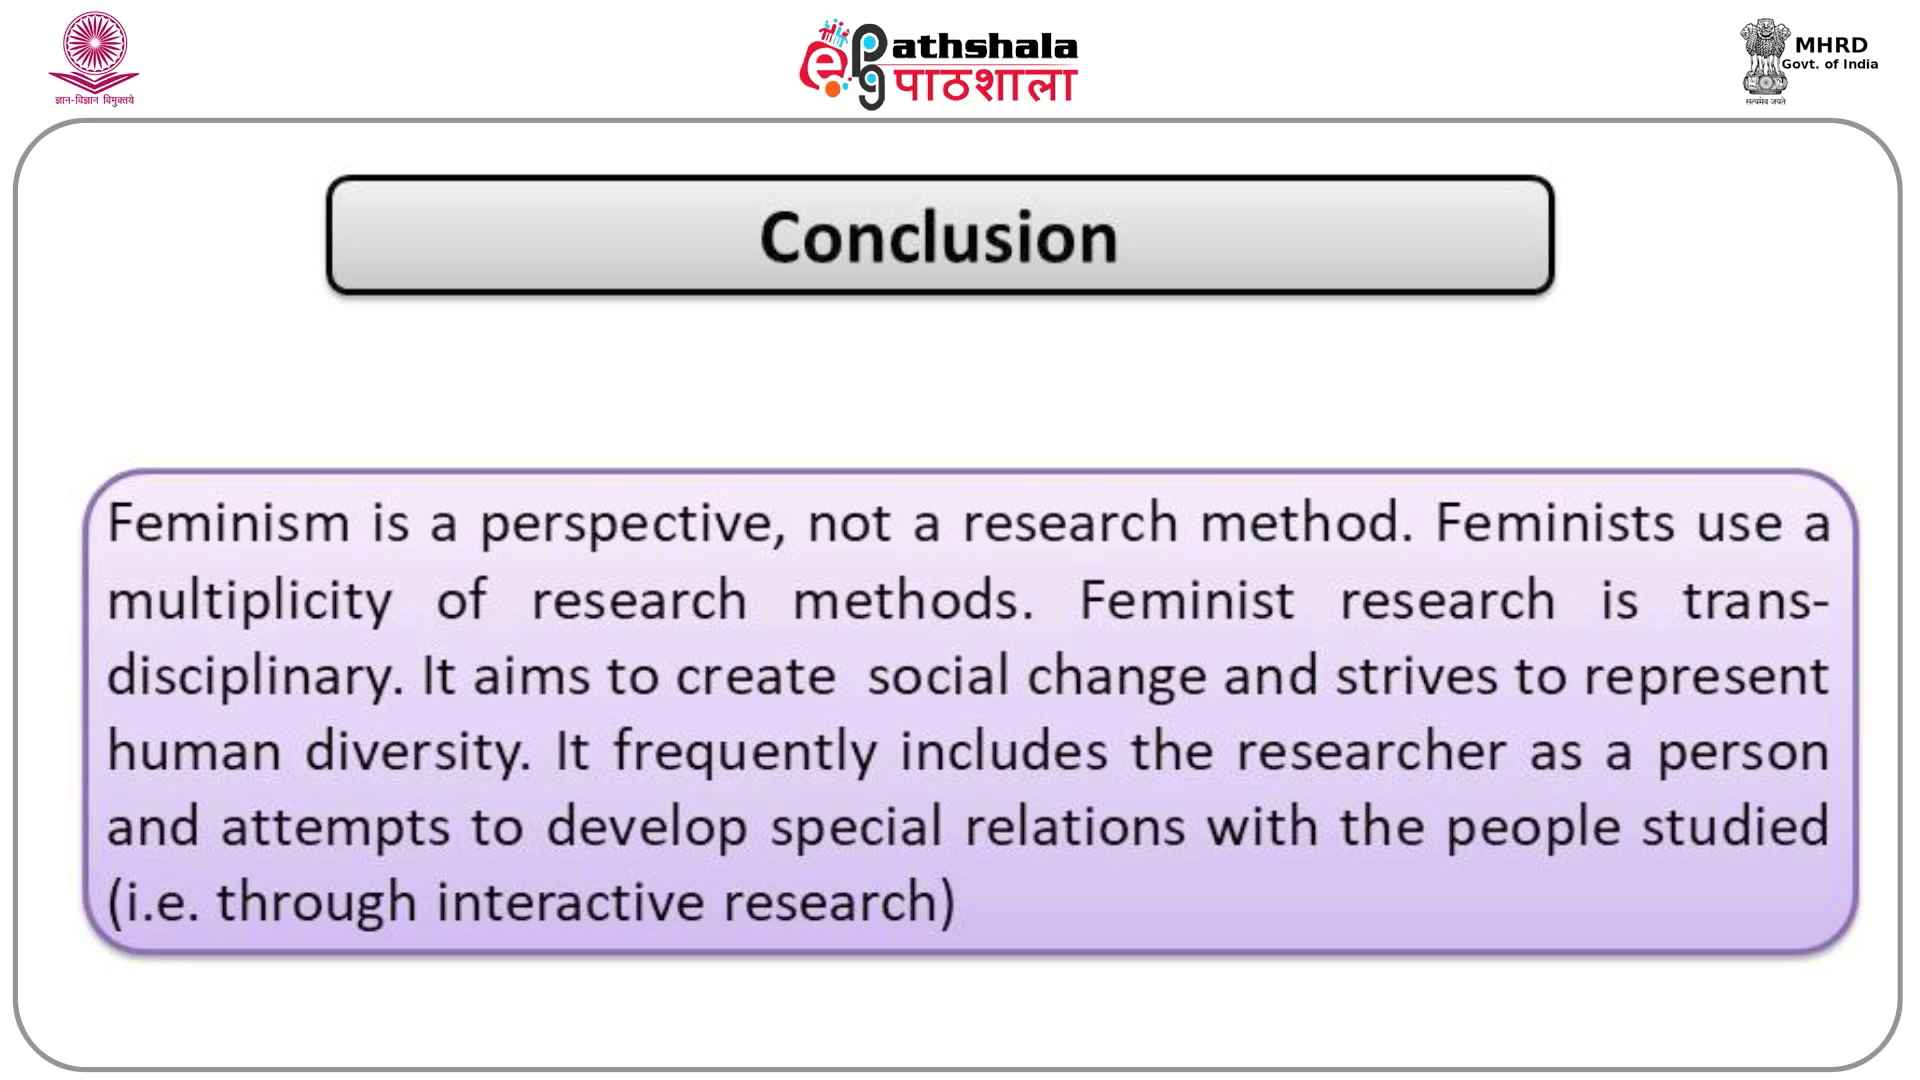 ज्ञान-विज्ञान विमुक्तये
athshala
पाठशाला
MHRD
Govt. of India
सत्यमेव जयते
Conclusion
Feminism is a perspective, not a research method. Feminists use a
multiplicity of research methods. Feminist research is trans-
disciplinary. It aims to create social change and strives to represent
human diversity. It frequently includes the researcher as a person
and attempts to develop special relations with the people studied
(i.e. through interactive research)